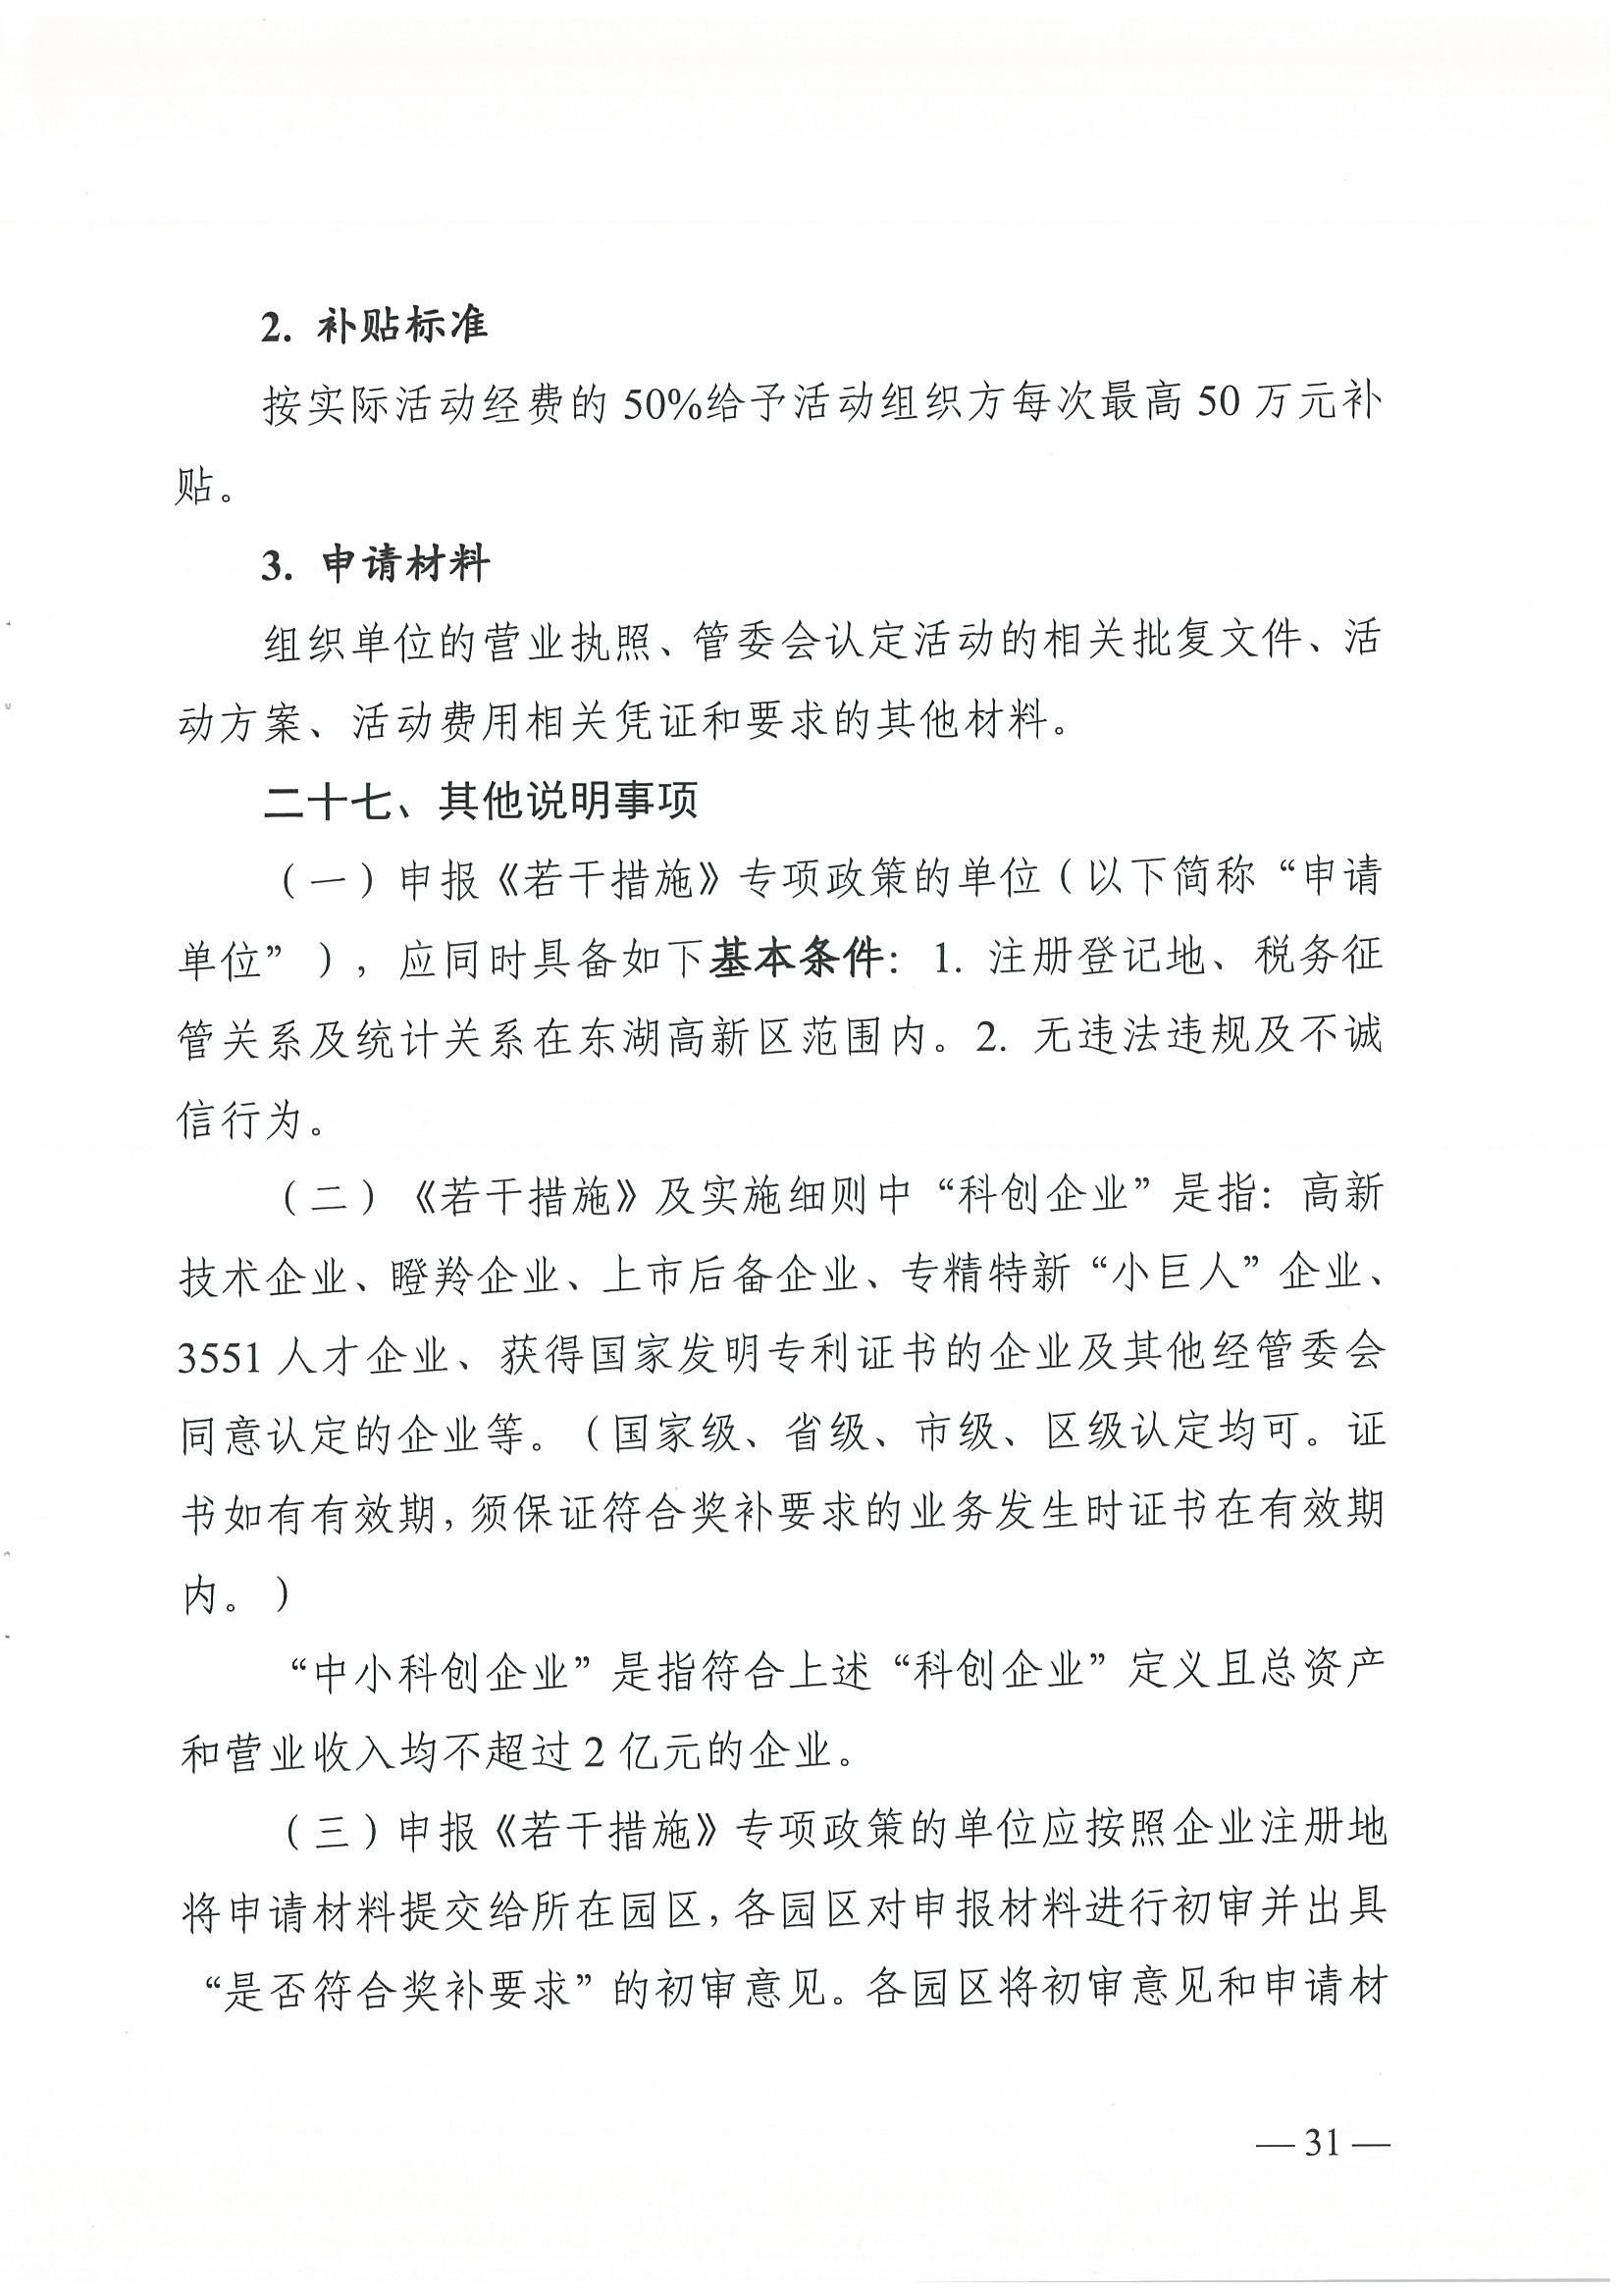 2. 补贴标准
按实际活动经费的 50%给予活动组织方每次最高 50 万元补
贴。
3. 申请材料
组织单位的营业执照、管委会认定活动的相关批复文件、活
动方案、活动费用相关凭证和要求的其他材料。
二十七、其他说明事项
（一）申报《若干措施》专项政策的单位（以下简称“申请
单位”），应同时具备如下基本条件：1. 注册登记地、税务征
管关系及统计关系在东湖高新区范围内。2. 无违法违规及不诚
信行为。
（二）《若干措施》及实施细则中“科创企业”是指：高新
技术企业、瞪羚企业、上市后备企业、专精特新“小巨人”企业、
3551 人才企业、获得国家发明专利证书的企业及其他经管委会
同意认定的企业等。（国家级、省级、市级、区级认定均可。证
书如有有效期，须保证符合奖补要求的业务发生时证书在有效期
内。）
“中小科创企业”是指符合上述“科创企业”定义且总资产
和营业收入均不超过 2 亿元的企业。
（三）申报《若干措施》专项政策的单位应按照企业注册地
将申请材料提交给所在园区，各园区对申报材料进行初审并出具
“是否符合奖补要求”的初审意见。各园区将初审意见和申请材
— 31 —